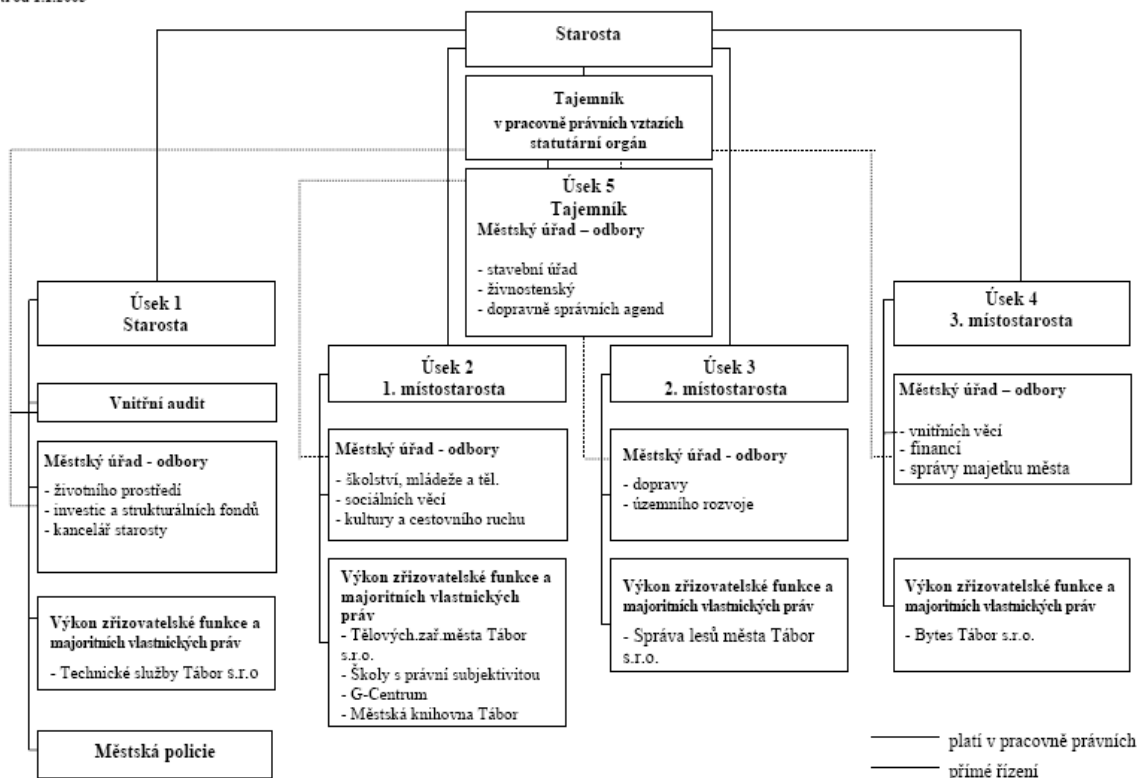 Starosta
Tajemník
v pracovně právních vztazích
statutární orgán
Úsek 5
Tajemník
Městský úřad – odbory
- stavební úřad
- živnostenský
- dopravně správních agend
Úsek 1
Starosta
Vnitřní audit
Městský úřad - odbory
- životního prostředí
- investic a strukturálních fondů
- kancelář starosty
Výkon zřizovatelské funkce a
majoritních vlastnických práv
- Technické služby Tábor s.r.o
Městská policie
Úsek 2
1. místostarosta
Městský úřad - odbory
- školství, mládeže a těl.
- sociálních věcí
- kultury a cestovního ruchu
Výkon zřizovatelské funkce a
majoritních vlastnických
práv
- Tělových.zař.města Tábor
s.r.o.
- Školy s právní subjektivitou
- G-Centrum
- Městská knihovna Tábor
Úsek 3
2. místostarosta
Městský úřad - odbory
- dopravy
- územního rozvoje
Výkon zřizovatelské funkce a
majoritních vlastnických práv
- Správa lesů města Tábor
s.r.o.
Úsek 4
3. místostarosta
Městský úřad – odbory
- vnitřních věcí
- financí
- správy majetku města
Výkon zřizovatelské funkce a
majoritních vlastnických práv
- Bytes Tábor s.r.o.
platí v pracovně právních
přímé řízení